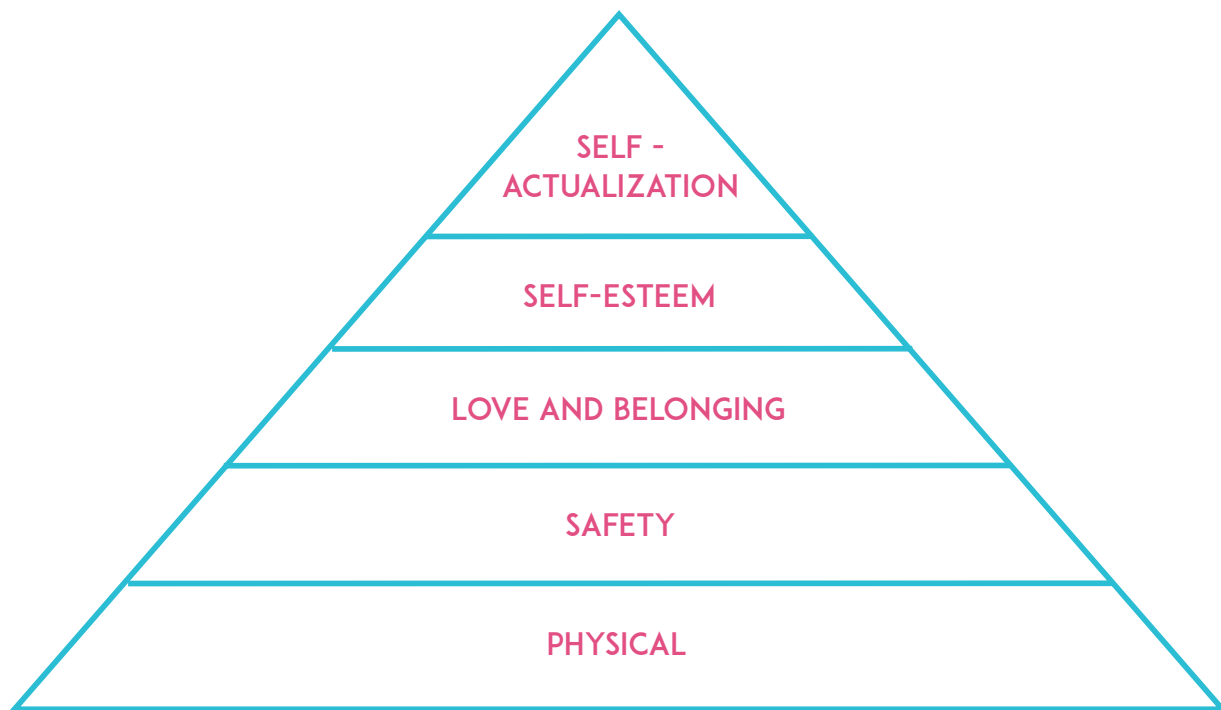 SELF -
ACTUALIZATION
SELF-ESTEEM
LOVE AND BELONGING
SAFETY
PHYSICAL